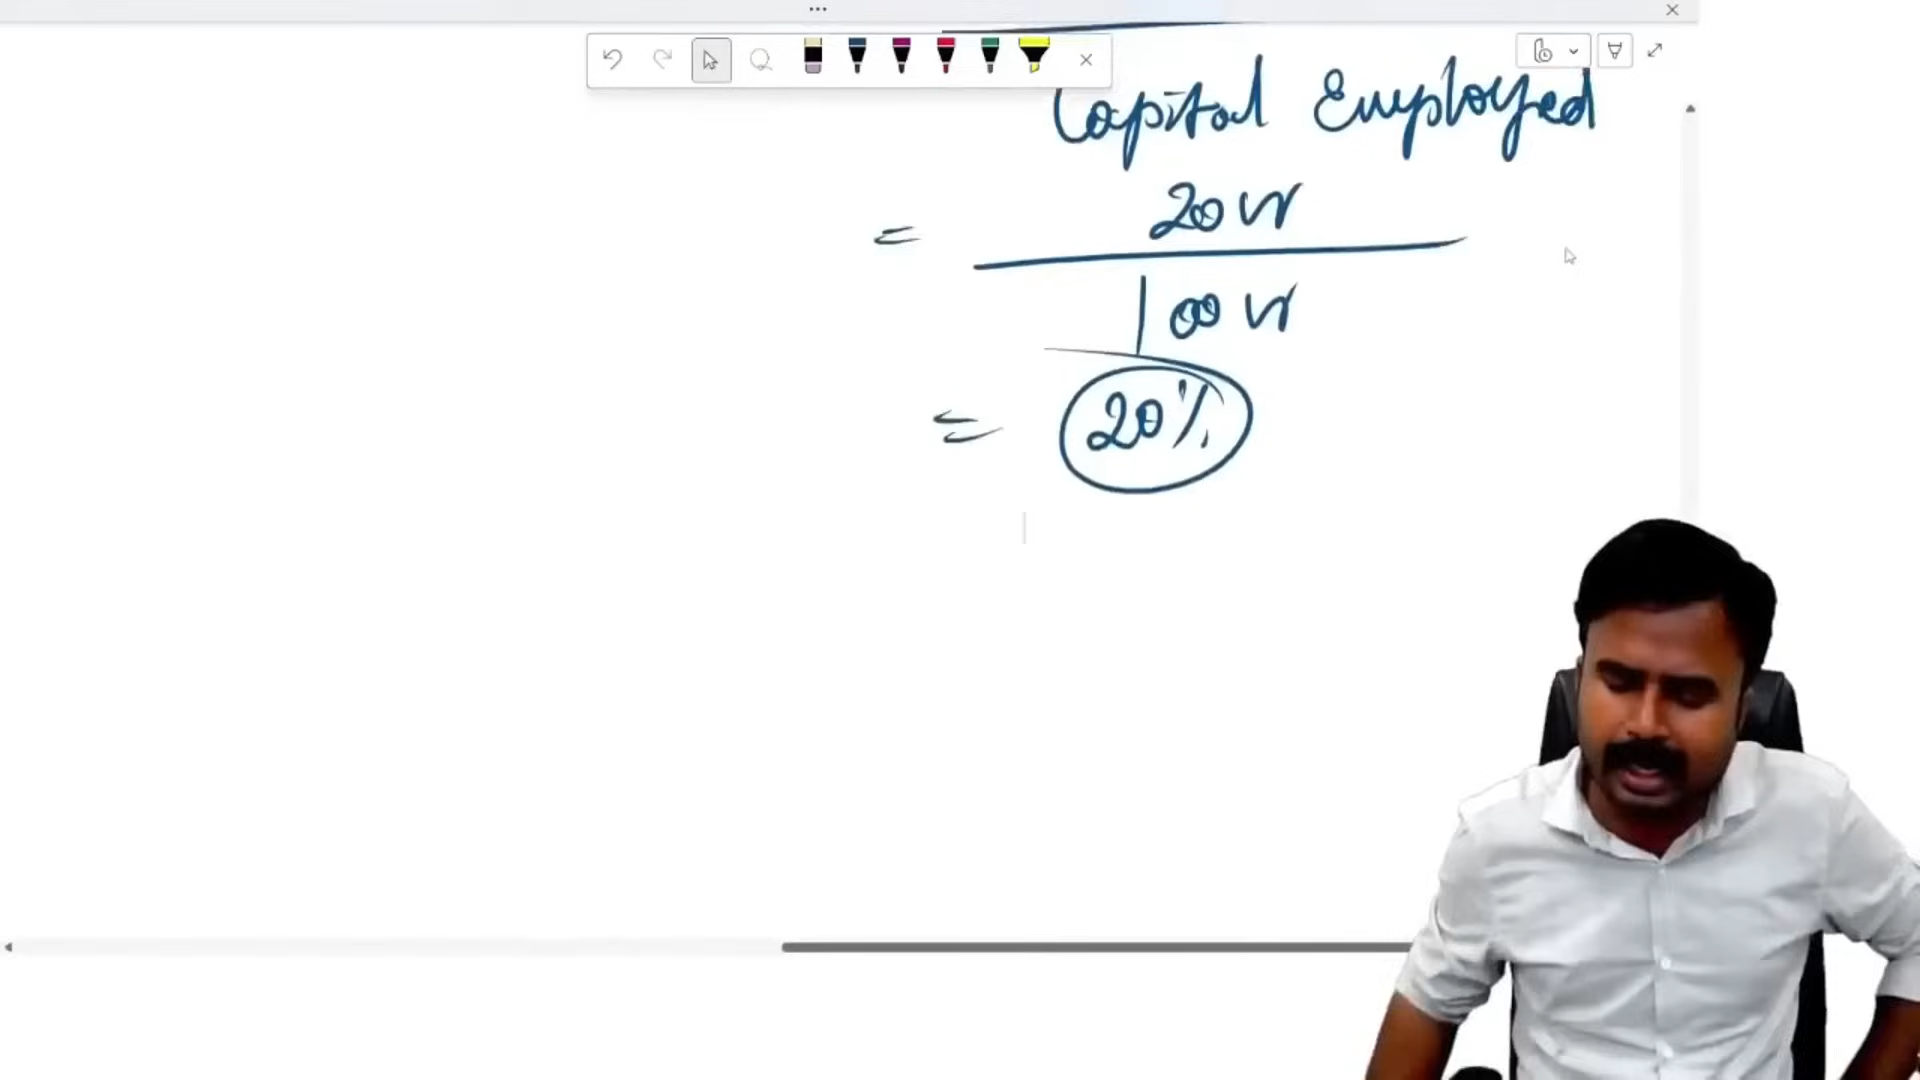 Capital Employed
= 20 cr
100 cr
= 20%